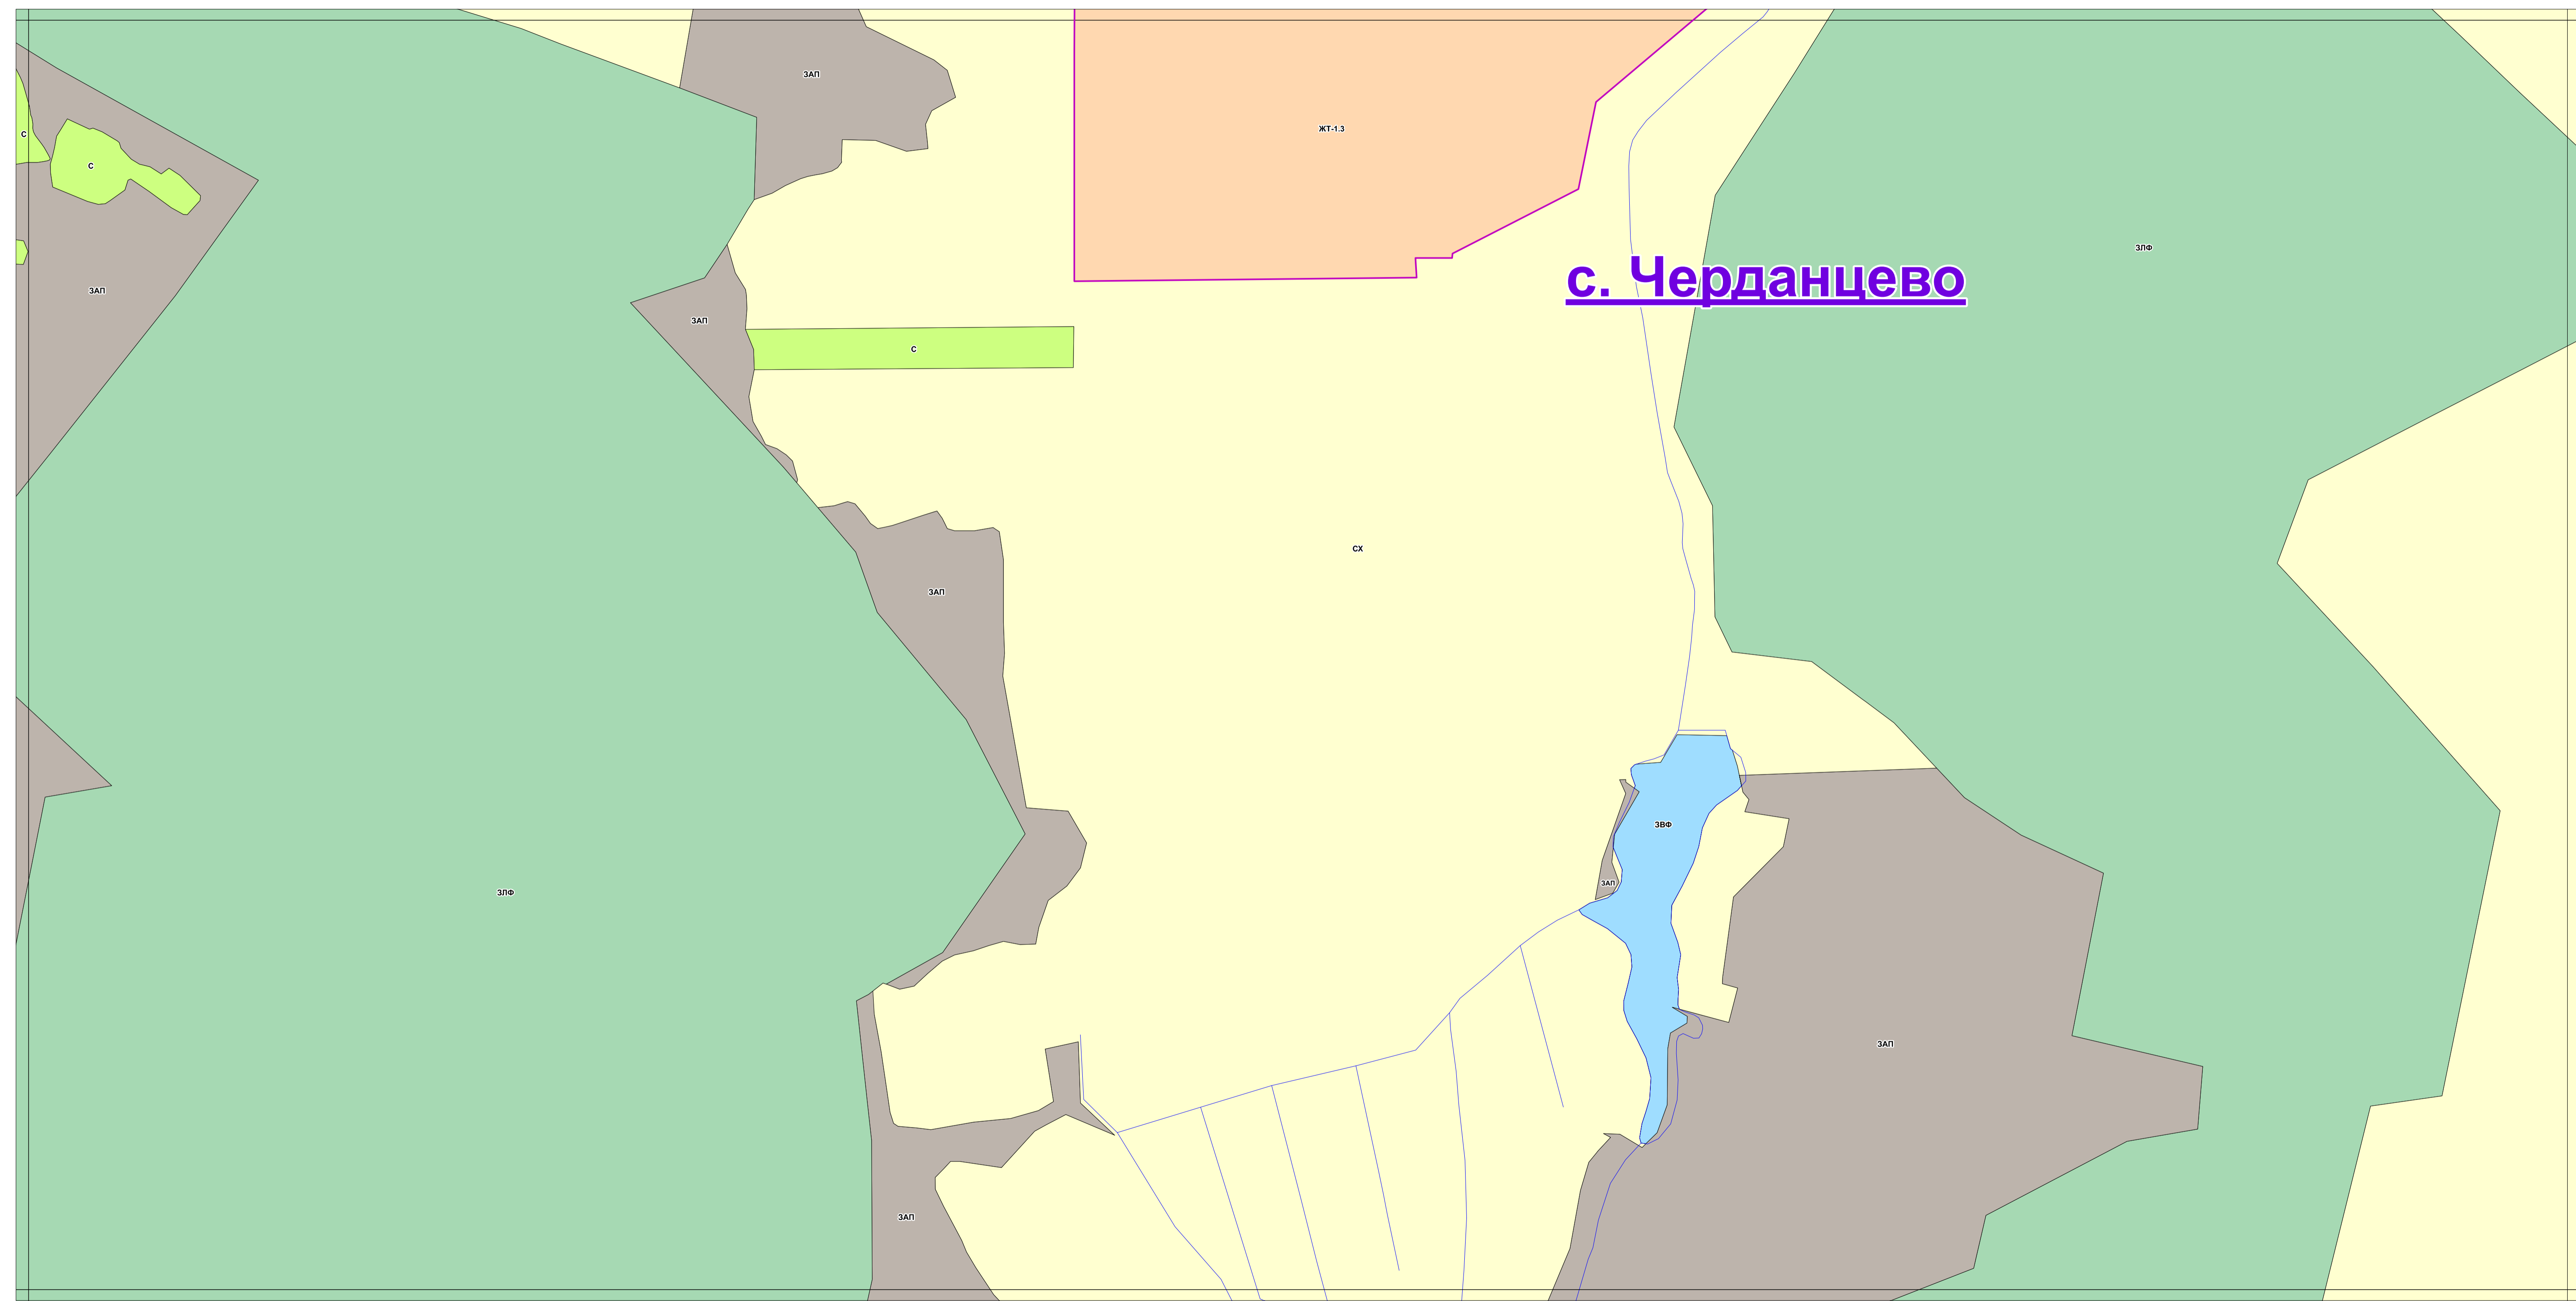 ЗАП
ЖТ-1.3
С
С
ЗЛФ
с. Черданцево
ЗАП
ЗАП
С
СХ
ЗАП
ЗВФ
ЗАП
ЗЛФ
ЗАП
ЗАП